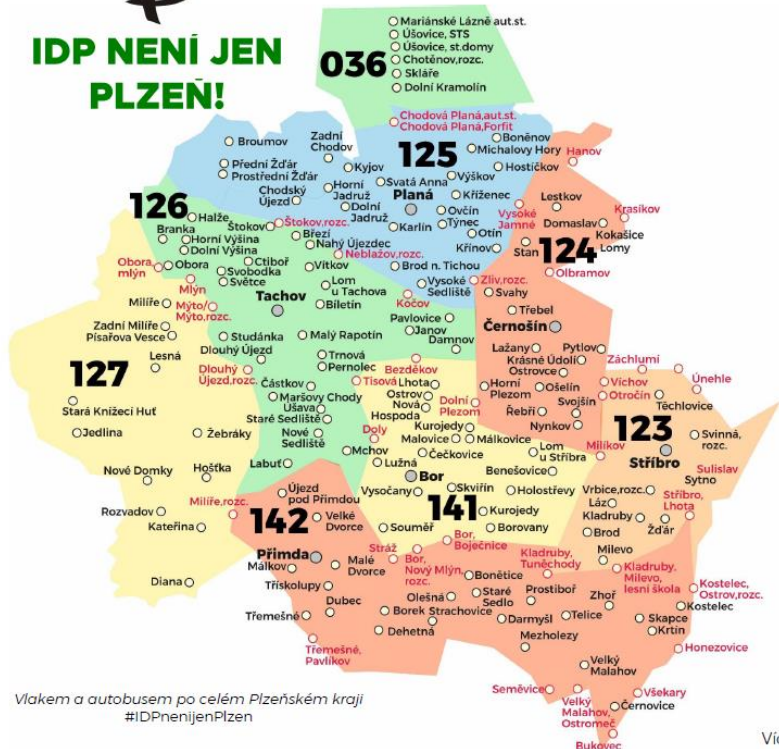 IDP NENÍ JEN
PLZEŇ!
036
Mariánské Lázně aut.st.
Úšovice, STS
Úšovice, st.domy
Chotěnov,rozc.
Skláře
Dolní Kramolín
Chodová Planá,aut.st.
Chodová Planá,Forfit
125
Broumov
Zadní
Chodov
Boněnov
Michalovy Hory
Hanov
Přední Žďár
Prostřední Žďár
Kyjov
Hostíčkov
Chodský
Újezd
Horní
Jadruž
Svatá Anna
Výškov
Dolní
Jadruž
Planá
Kříženec
Lestkov
Krasíkov
126
Halže
Štokov
Štokov,rozc.
Karlín
Ovčín
Týnec
Otín
Vysoké
Jamné
Domaslav
Kokašice
Lomy
Branka
Horní Výšina
Dolní Výšina
Březí
Nahý Újezdec
Neblažov,rozc.
Křínov
Stan
124
Obora,
mlýn
Obora
Ctiboř
Svobodka
Světce
Vítkov
Brod n. Tichou
Olbramov
Mlýn
Lom
u Tachova
Vysoké
Sedliště
Zliv,rozc.
Svahy
Milíře
Mýto/
Mýto,rozc.
Tachov
Biletín
Kočov
Třebel
Zadní Milíře
Písařova Vesce
Pavlovice
Janov
Damnov
Černošín
Studánka
Malý Rapotín
Lesná
Dlouhý Újezd
Trnová
Pernolec
Lažany
Pytlov
Krásné Údolí
Ostrovce
Záchlumí
127
Dlouhý
Újezd,rozc.
Bezděkov
Tisová
Lhota
Ostrov
Nová
Hospoda
Horní
Plezom
Ošelín
Víchov
Otročín
Únehle
Stará Knížecí Huť
Částkov
Maršovy Chody
Úšava
Staré Sedliště
Dolní
Plezom
Svojšín
Řebří
Nynkov
Těchlovice
Jedlina
Žebráky
Nové
Sedliště
Doly
Kurojedy
Malovice
Málkovice
123
Svinná,
rozc.
Mchov
Čečkovice
Lom
u Stříbra
Milíkov
Stříbro
Nové Domky
Hošťka
Labuť
Lužná
Bor
Benešovice
Sulislav
Sytno
Újezd
pod Přimdou
Vysočany
Skviřín
Holostřevy
Vrbice,rozc.
Láz
Kladruby
Stříbro,
Lhota
Rozvadov
Milíře,rozc.
142
Velké
Dvorce
141
Kurojedy
Žďár
Kateřina
Souměř
Borovany
Brod
Přimda
Stráž
Bor,
Boječnice
Milevo
Málkov
Malé
Dvorce
Bor,
Nový Mlýn,
rozc.
Kladruby,
Tuněchody
Kladruby,
Milevo,
lesní škola
Diana
Třískolupy
Bonětice
Kostelec,
Ostrov,rozc.
Dubec
Olešná
Staré
Sedlo
Prostiboř
Zhoř
Kostelec
Třemešné
Borek
Strachovice
Darmyšl
Telice
Skapce
Krtín
Dehetná
Mezholezy
Třemešné,
Pavlíkov
Honezovice
Velký
Malahov
Seměvice
Všekary
Velký
Malahov,
Ostromeč
Černovice
Bukovec
Vlakem a autobusem po celém Plzeňském kraji
#IDPnenijenPlzen
Víc